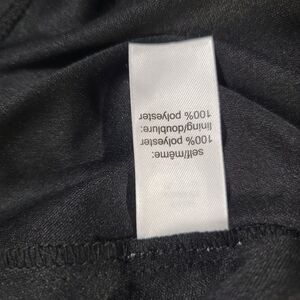 self/même:
100% polyester
lining/doublure:
100% polyester